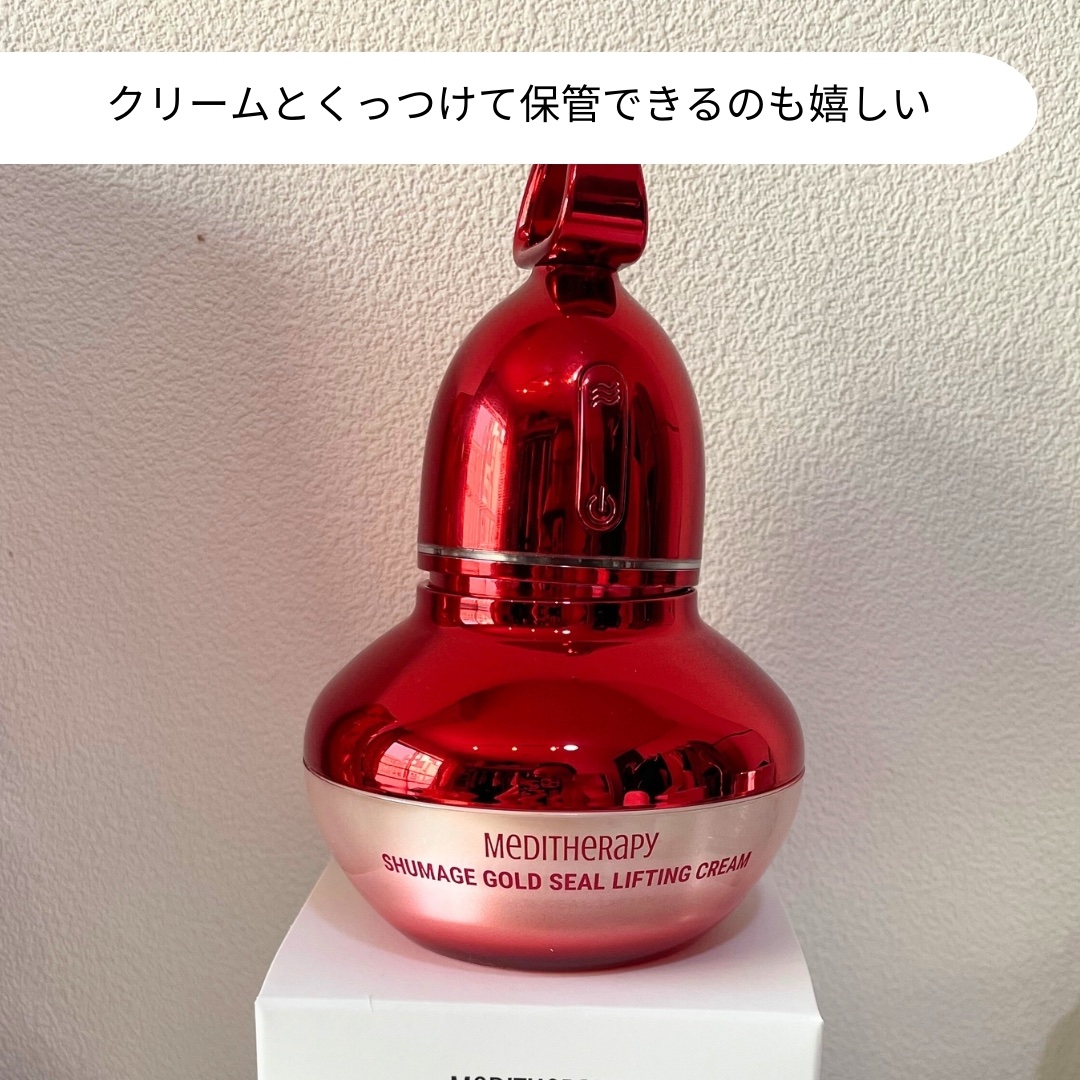 クリームとくっつけて保管できるのも嬉しい
MEDITHERAPY
SHUMAGE GOLD SEAL LIFTING CREAM